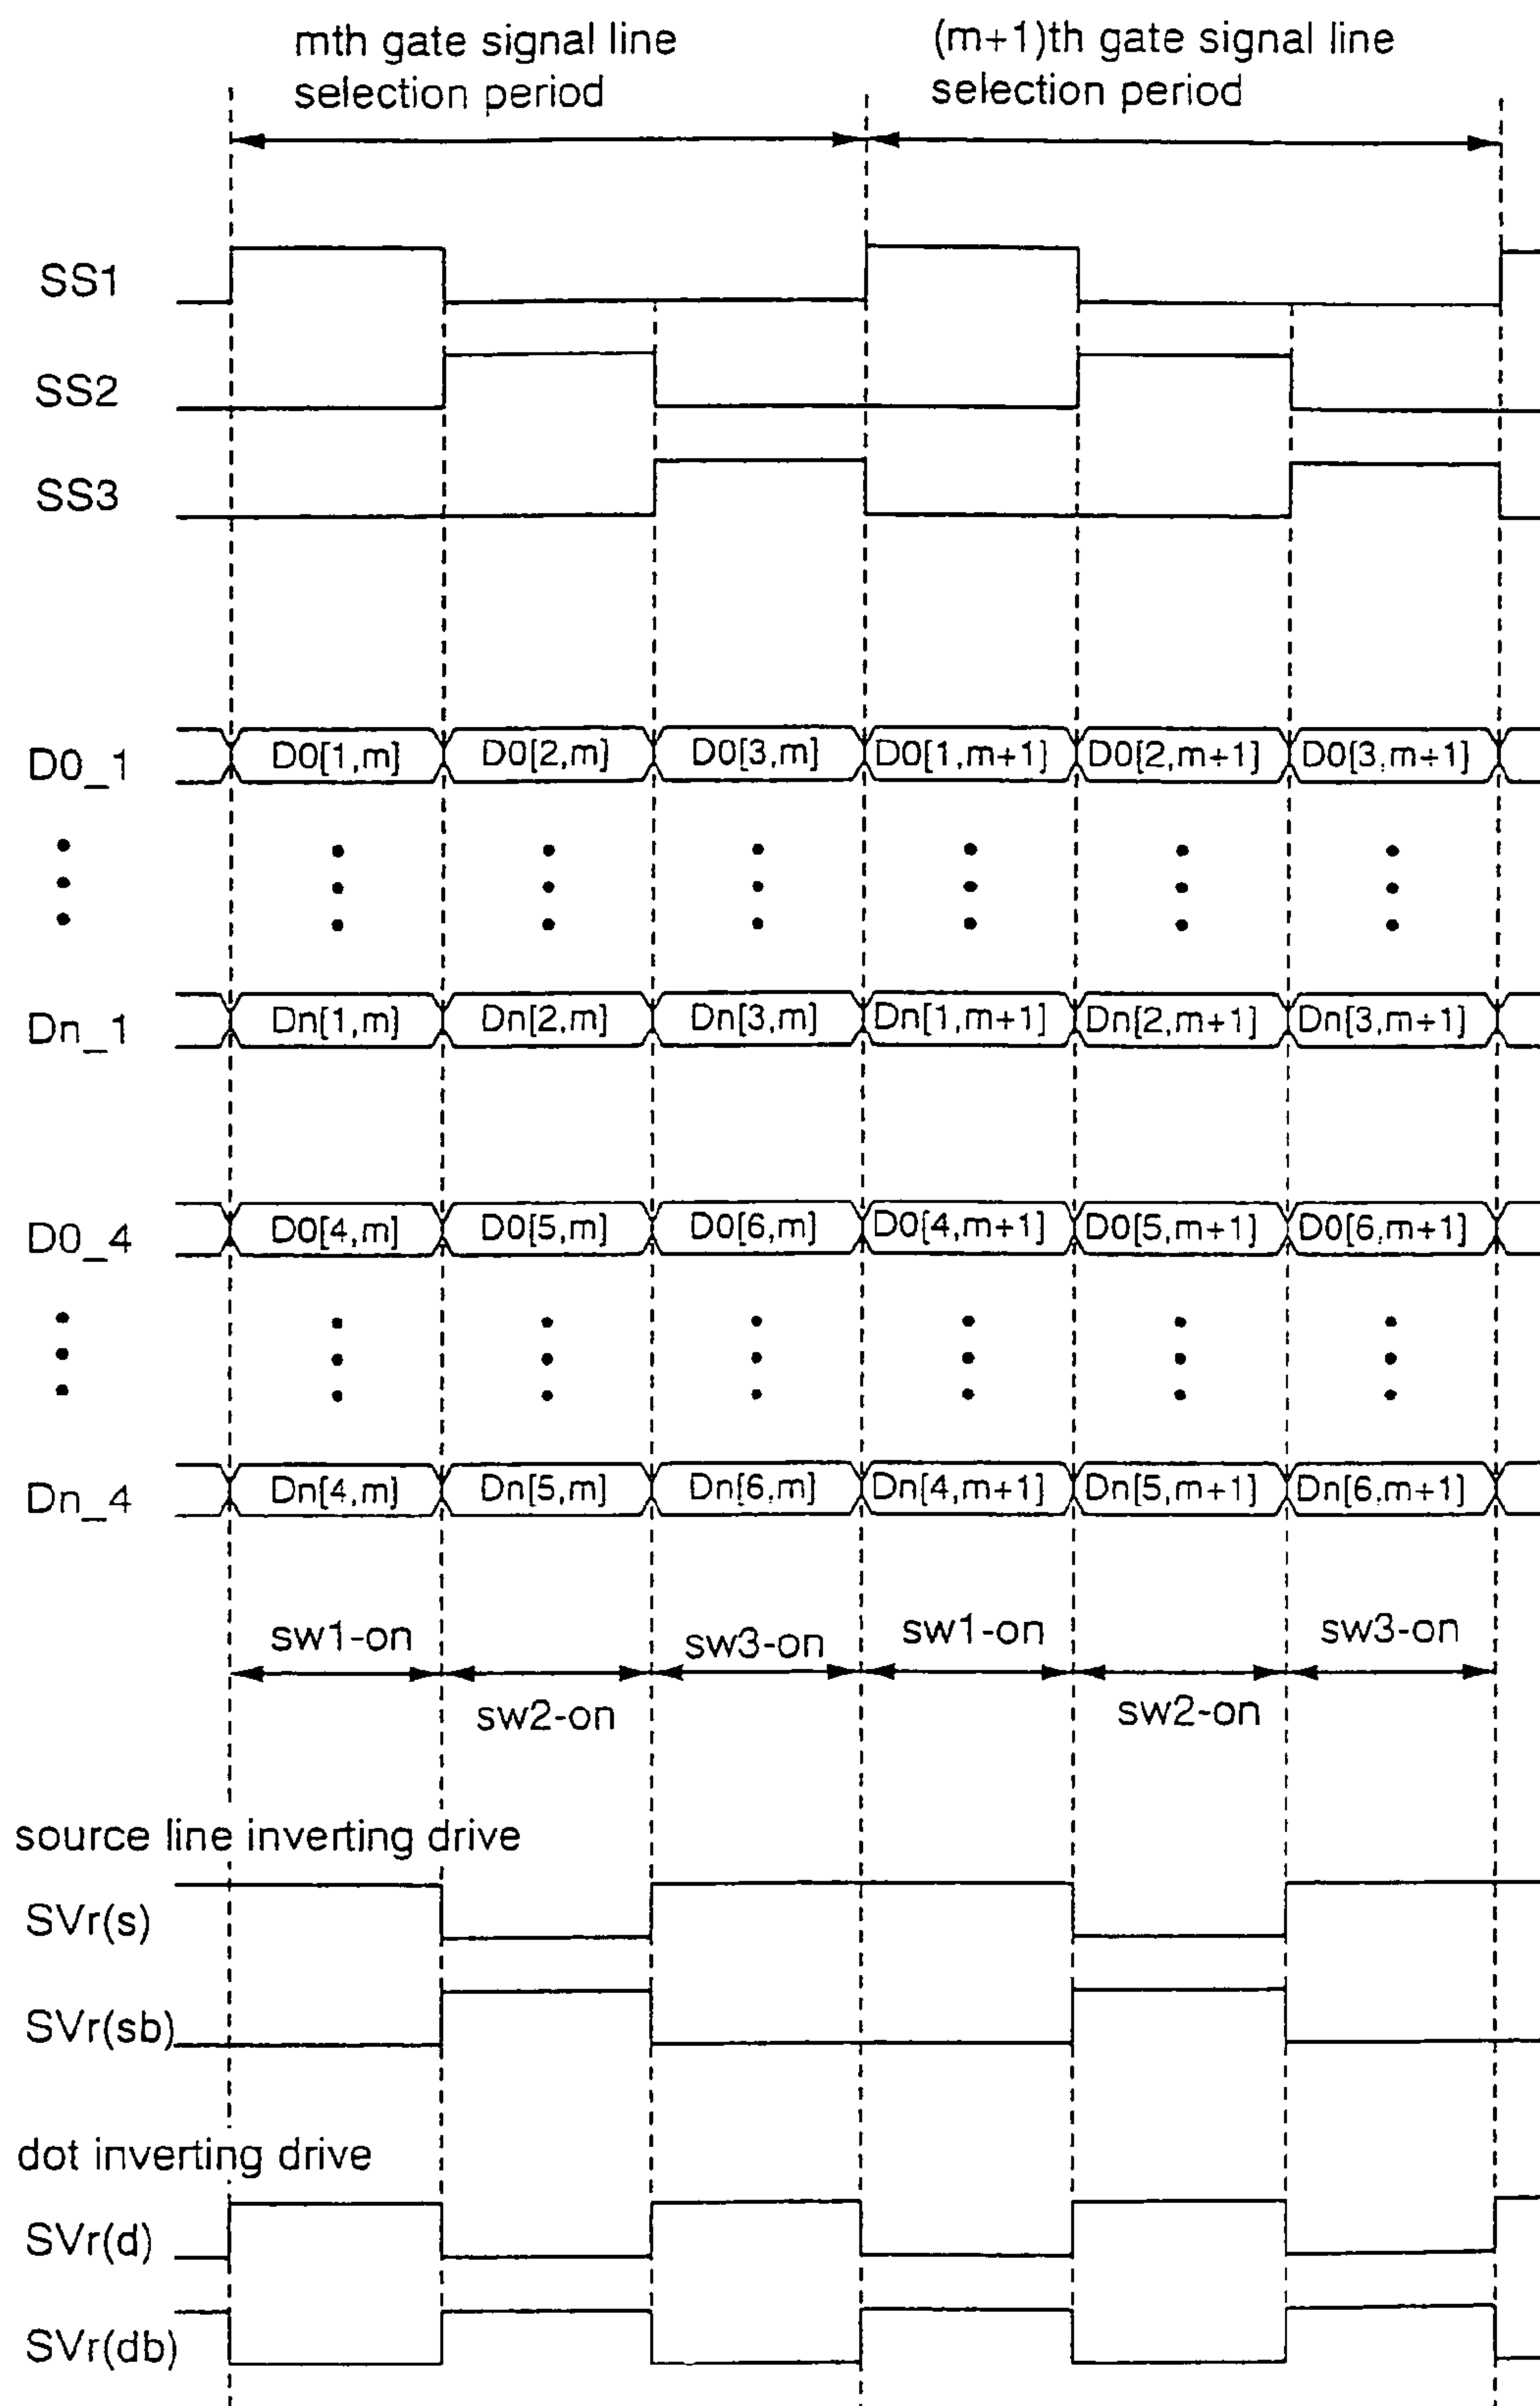 mth gate signal line
selection period
(m+1)th gate signal line
selection period
SS1
SS2
SS3
D0_1 D0[1,m] D0[2,m] D0[3,m] D0[1,m+1] D0[2,m+1] D0[3,m+1]
Dn_1 Dn[1,m] Dn[2,m] Dn[3,m] Dn[1,m+1] Dn[2,m+1] Dn[3,m+1]
D0_4 D0[4,m] D0[5,m] D0[6,m] D0[4,m+1] D0[5,m+1] D0[6,m+1]
Dn_4 Dn[4,m] Dn[5,m] Dn[6,m] Dn[4,m+1] Dn[5,m+1] Dn[6,m+1]
sw1-on sw3-on sw1-on sw3-on
sw2-on sw2-on
source line inverting drive
SVr(s)
SVr(sb)
dot inverting drive
SVr(d)
SVr(db)